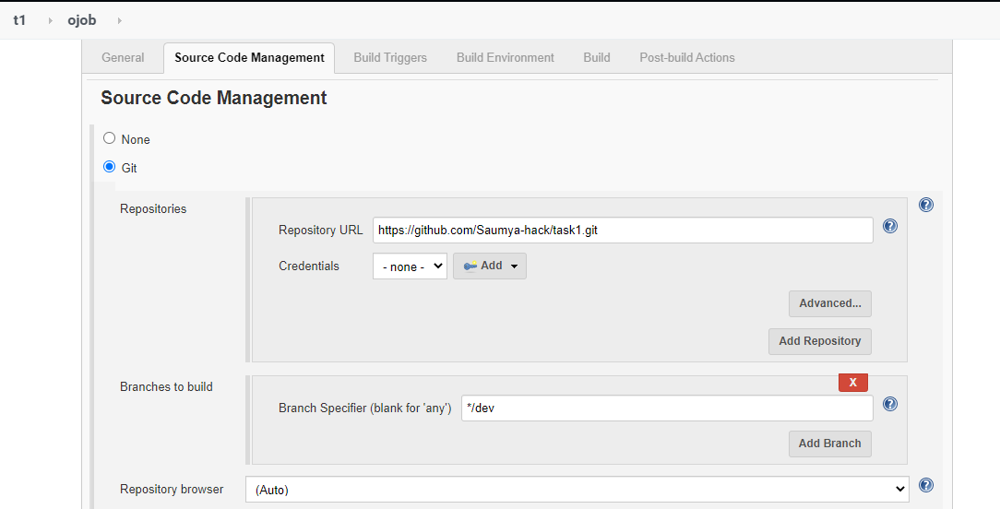 t1 ojob
General Source Code Management Build Triggers Build Environment Build Post-build Actions
Source Code Management
None
Git
Repositories
Repository URL https://github.com/Saumya-hack/task1.git
Credentials - none - Add
Advanced...
Add Repository
Branches to build
X
Branch Specifier (blank for 'any') */dev
Add Branch
Repository browser (Auto)